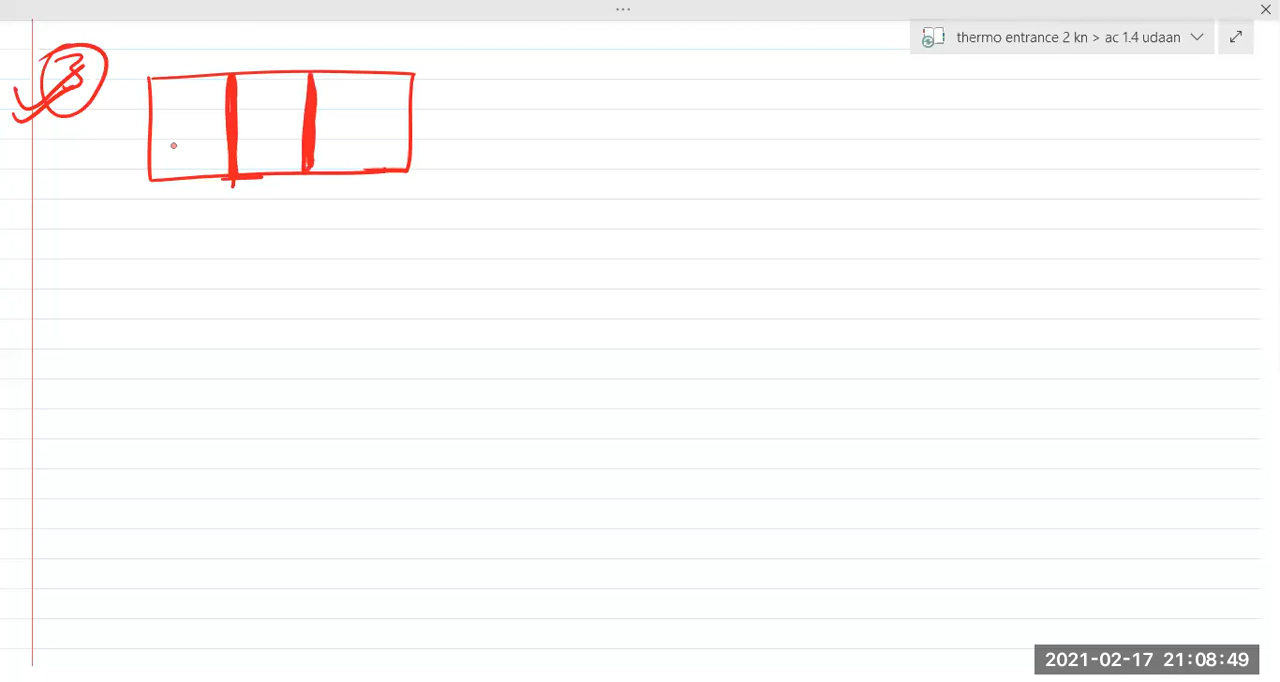 ...
thermo entrance 2 kn > ac 1.4 udaan
3
2021-02-17 21:08:49